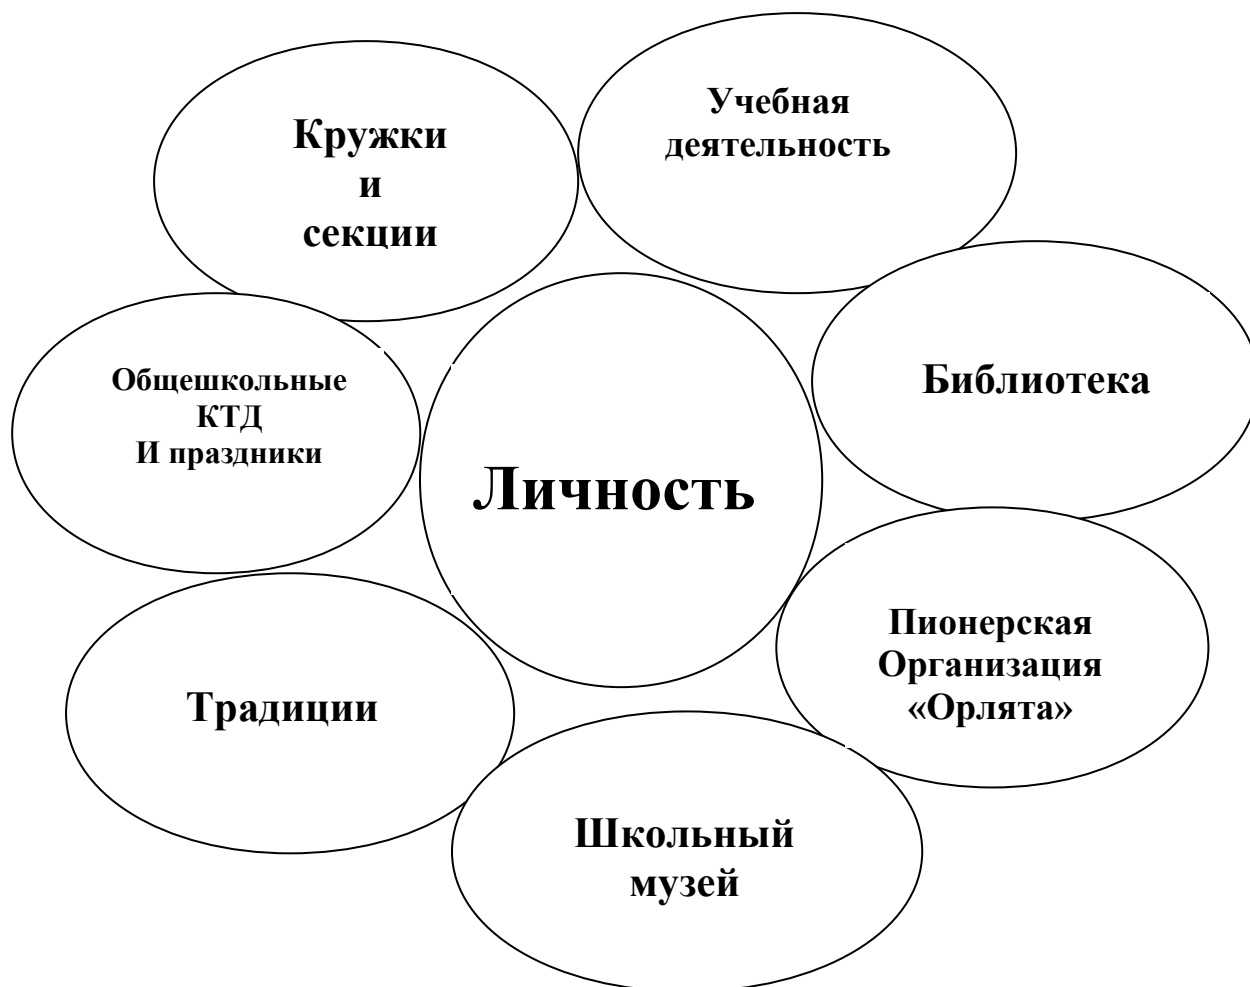 Кружки
и
секции
Учебная
деятельность
Общешкольные
КТД
И праздники
Библиотека
Личность
Пионерская
Организация
«Орлята»
Традиции
Школьный
музей